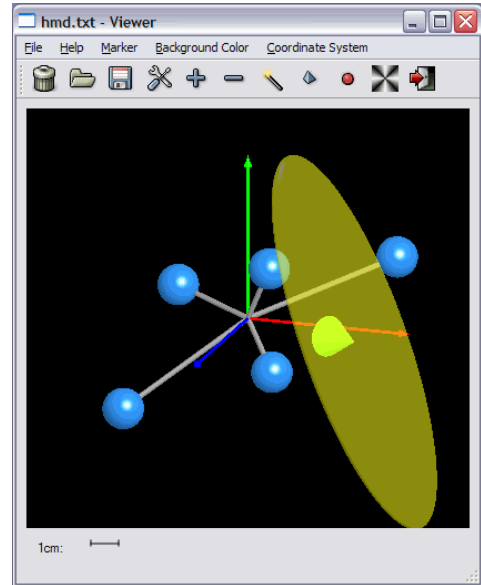 hmd.txt - Viewer
File Help Marker Background Color Coordinate System
1cm: